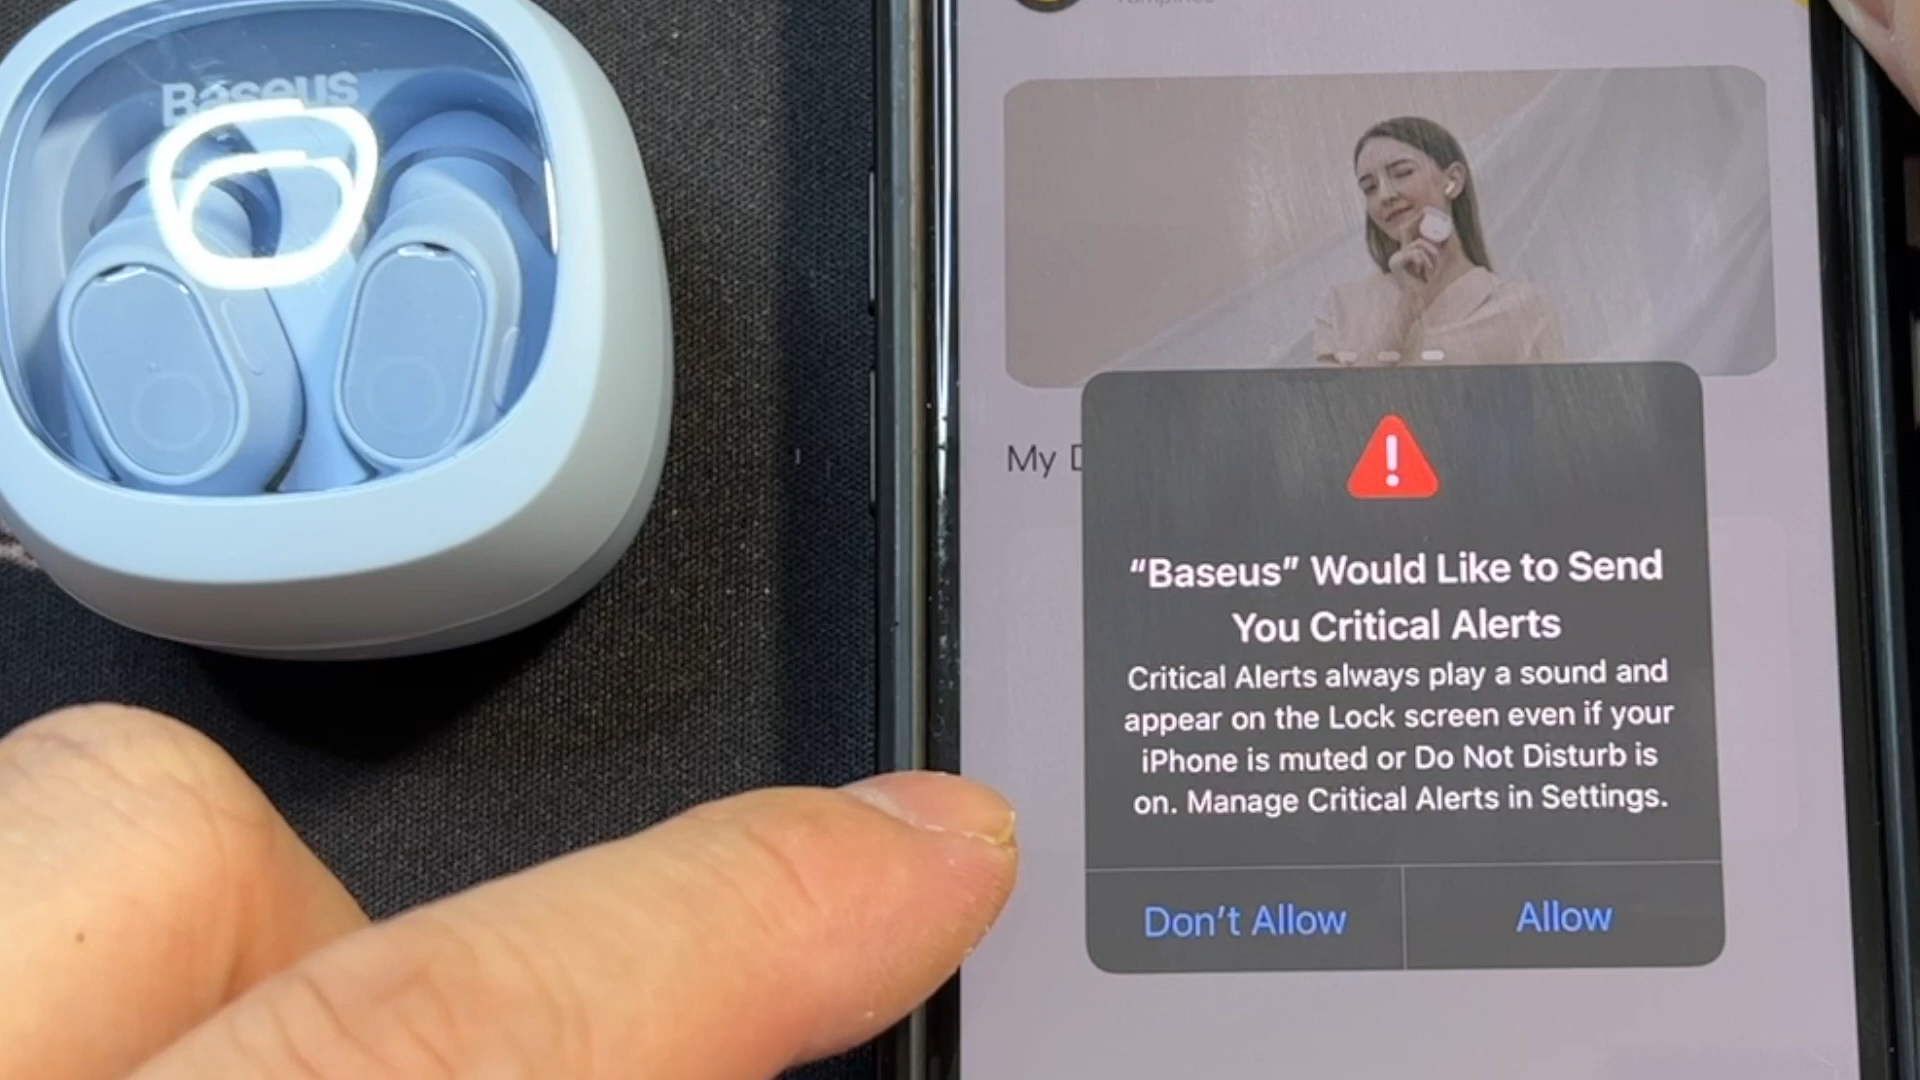 Baseus
My
“Baseus” Would Like to Send
You Critical Alerts
Critical Alerts always play a sound and
appear on the Lock screen even if your
iPhone is muted or Do Not Disturb is
on. Manage Critical Alerts in Settings.
Don’t Allow
Allow